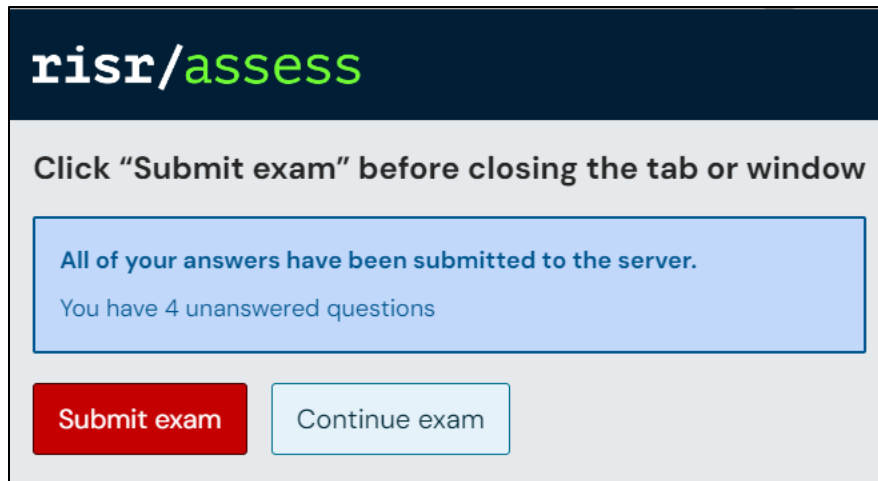 risr/assess
Click “Submit exam” before closing the tab or window
All of your answers have been submitted to the server.
You have 4 unanswered questions
Submit exam
Continue exam